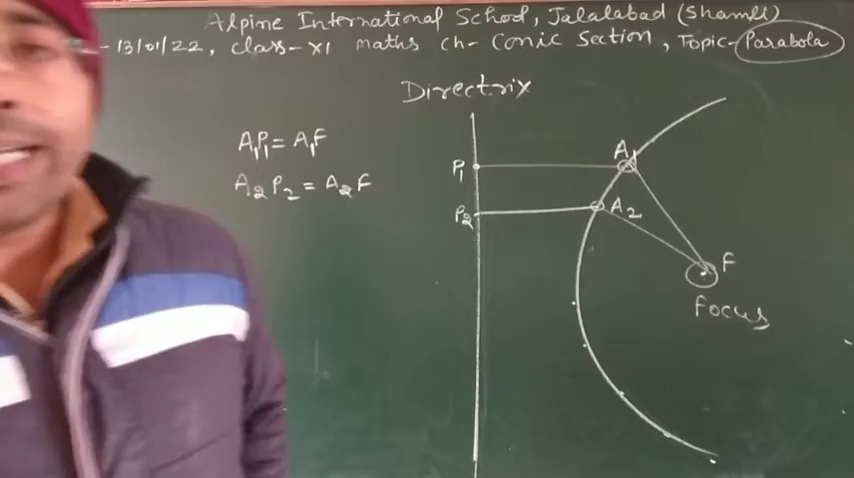 Alpine International School, Jalalabad (Shamli)
-13/01/22, class-XI maths ch- Conic Section, Topic-Parabola
Directrix
A₁P₁ = A₁F
A₂P₂ = A₂F
P₁
A₁
P₂
A₂
F
Focus